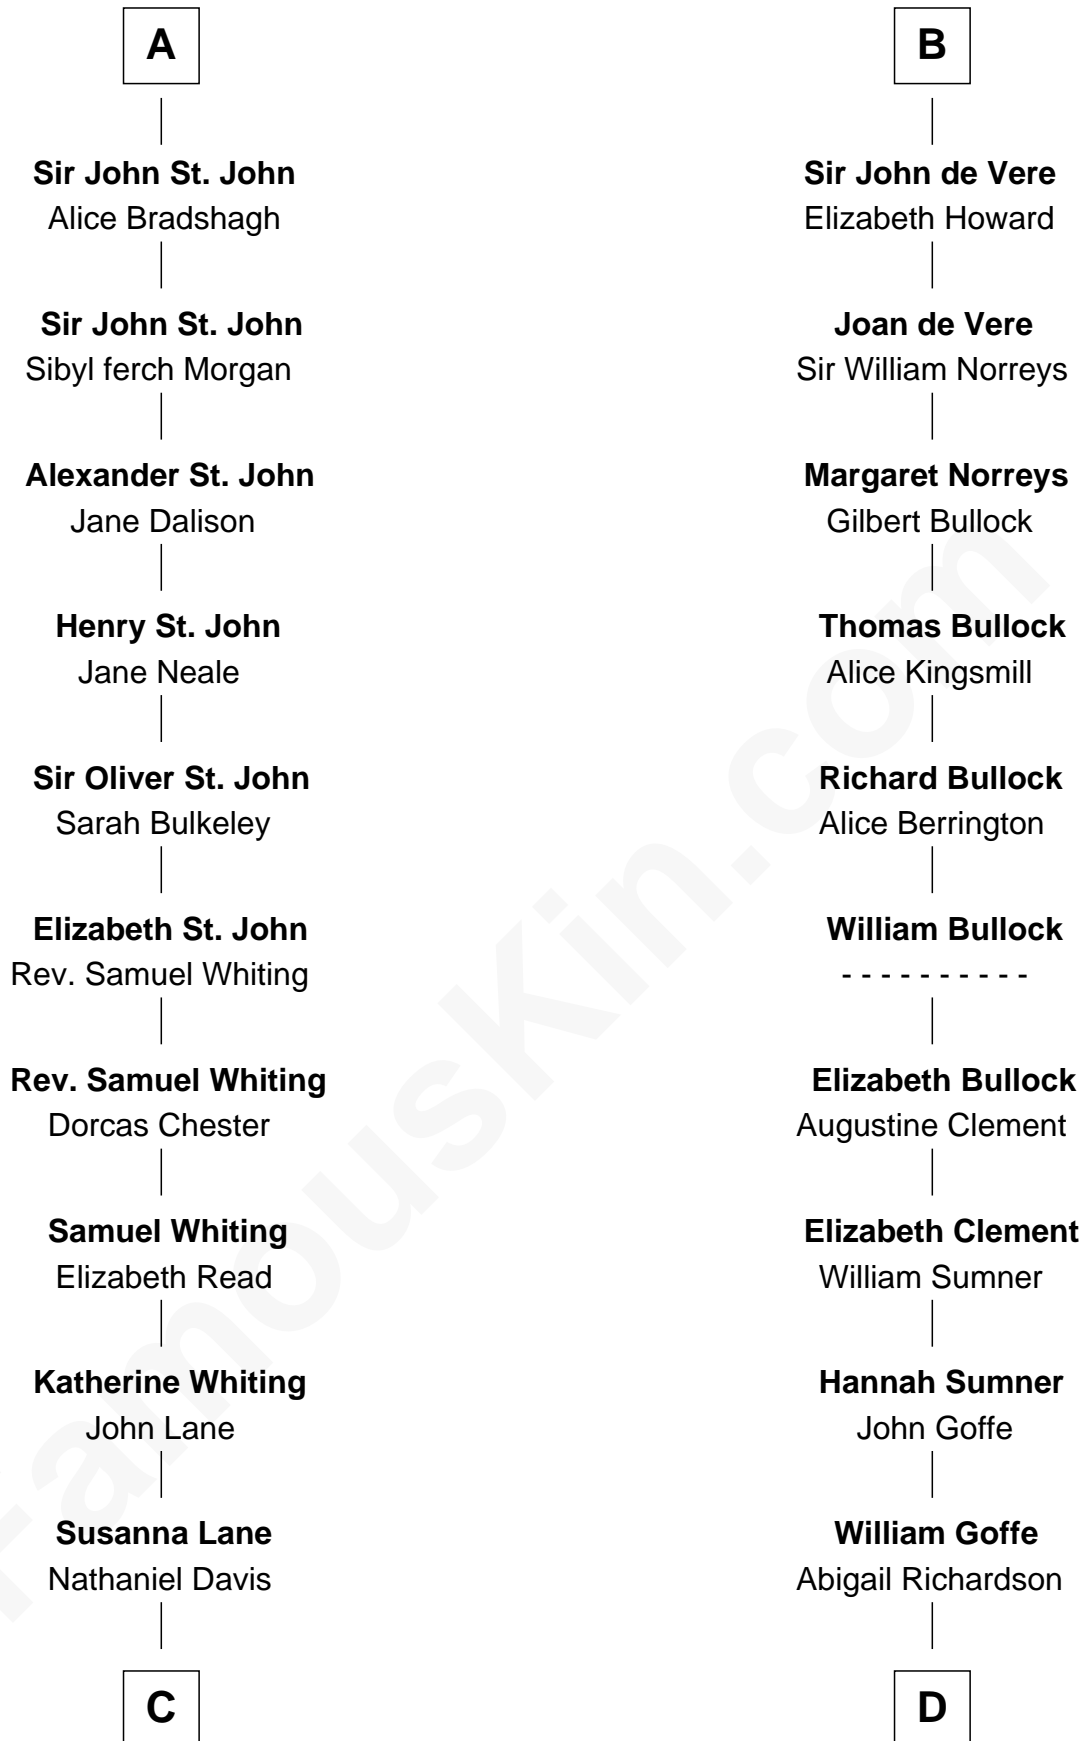 A
Sir John St. John
Alice Bradshagh
Sir John St. John
Sibyl ferch Morgan
Alexander St. John
Jane Dalison
Henry St. John
Jane Neale
Sir Oliver St. John
Sarah Bulkeley
Elizabeth St. John
Rev. Samuel Whiting
Rev. Samuel Whiting
Dorcas Chester
Samuel Whiting
Elizabeth Read
Katherine Whiting
John Lane
Susanna Lane
Nathaniel Davis
C
B
Sir John de Vere
Elizabeth Howard
Joan de Vere
Sir William Norreys
Margaret Norreys
Gilbert Bullock
Thomas Bullock
Alice Kingsmill
Richard Bullock
Alice Berrington
William Bullock
- - - - - - - - - -
Elizabeth Bullock
Augustine Clement
Elizabeth Clement
William Sumner
Hannah Sumner
John Goffe
William Goffe
Abigail Richardson
D
FamousKin.com